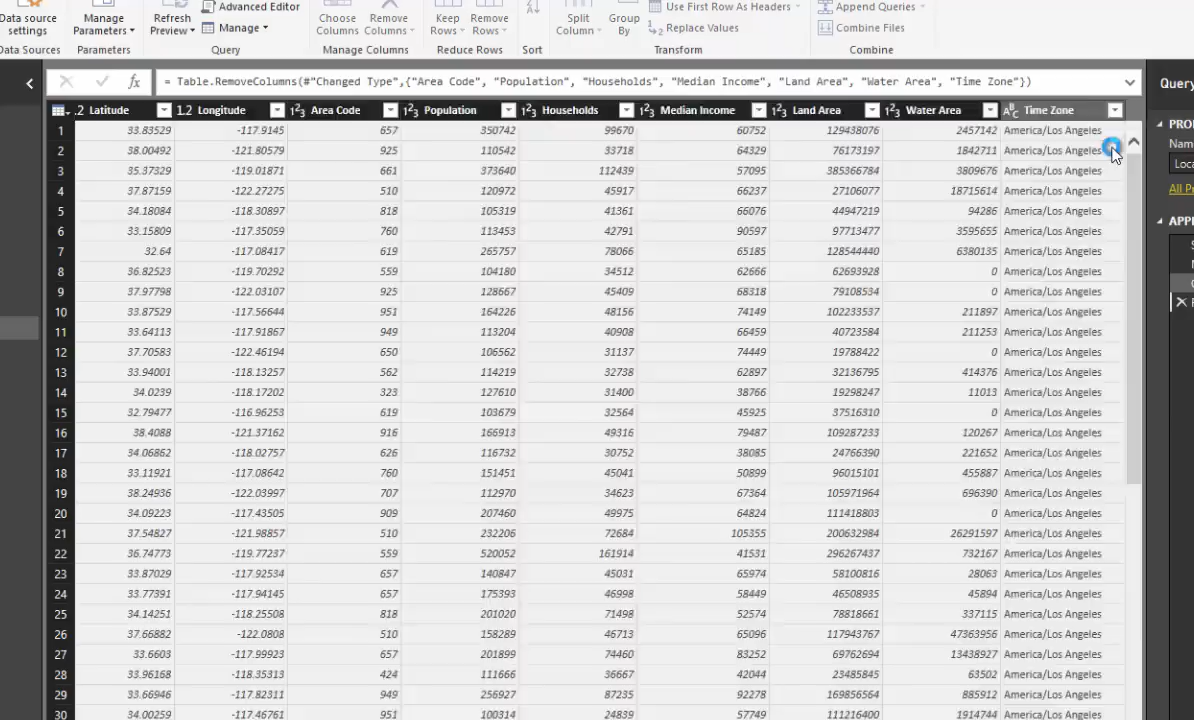 Data source settings
Manage Parameters
Refresh Preview
Advanced Editor
Manage
Choose Columns
Remove Columns
Keep Rows
Remove Rows
Split Column
Group By
Use First Row As Headers
Replace Values
Append Queries
Combine Files
Data Sources Parameters Query Manage Columns Reduce Rows Sort Transform Combine
fx = Table.RemoveColumns(#"Changed Type",{"Area Code", "Population", "Households", "Median Income", "Land Area", "Water Area", "Time Zone"})
.2 Latitude 1.2 Longitude 1²3 Area Code 1²3 Population 1²3 Households 1²3 Median Income 1²3 Land Area 1²3 Water Area ABC Time Zone
1 33.83529 -117.9145 657 350742 99670 60752 129438076 2457142 America/Los Angeles
2 38.00492 -121.80579 925 110542 33718 64329 76173197 1842711 America/Los Angeles
3 35.37329 -119.01871 661 373640 112439 57095 385366784 3809676 America/Los Angeles
4 37.87159 -122.27275 510 120972 45917 66237 27106077 18715614 America/Los Angeles
5 34.18084 -118.30897 818 105319 41361 66076 44947219 94286 America/Los Angeles
6 33.15809 -117.35059 760 113453 42791 90597 97713477 3595655 America/Los Angeles
7 32.64 -117.08417 619 265757 78066 65185 128544440 6380135 America/Los Angeles
8 36.82523 -119.70292 559 104180 34512 62666 62693928 0 America/Los Angeles
9 37.97798 -122.03107 925 128667 45409 68318 79108534 0 America/Los Angeles
10 33.87529 -117.56644 951 164226 48156 74149 102233537 211897 America/Los Angeles
11 33.64113 -117.91867 949 113204 40908 66459 40723584 211253 America/Los Angeles
12 37.70583 -122.46194 650 106562 31137 74449 19788422 0 America/Los Angeles
13 33.94001 -118.13257 562 114219 32738 62897 32136795 414376 America/Los Angeles
14 34.0239 -118.17202 323 127610 31400 38766 19298247 11013 America/Los Angeles
15 32.79477 -116.96253 619 103679 32564 45925 37516310 0 America/Los Angeles
16 38.4088 -121.37162 916 166913 49316 79487 109287233 120267 America/Los Angeles
17 34.06862 -118.02757 626 116732 30752 38085 24766390 221652 America/Los Angeles
18 33.11921 -117.08642 760 151451 45041 50899 96015101 455887 America/Los Angeles
19 38.24936 -122.03997 707 112970 34623 67364 105971964 696390 America/Los Angeles
20 34.09223 -117.43505 909 207460 49975 64824 111418803 0 America/Los Angeles
21 37.54827 -121.98857 510 232206 72684 105355 200632984 26291597 America/Los Angeles
22 36.74773 -119.77237 559 520052 161914 41531 296267437 732167 America/Los Angeles
23 33.87029 -117.92534 657 140847 45031 65974 58100816 28063 America/Los Angeles
24 33.77391 -117.94145 657 175393 46998 58449 46508935 45894 America/Los Angeles
25 34.14251 -118.25508 818 201020 71498 52574 78818661 337115 America/Los Angeles
26 37.66882 -122.0808 510 158289 46713 65096 117943767 47363956 America/Los Angeles
27 33.6603 -117.99923 657 201899 74460 83252 69762694 13438927 America/Los Angeles
28 33.96168 -118.35313 424 111666 36667 42044 23485845 63502 America/Los Angeles
29 33.66946 -117.82311 949 256927 87235 92278 169856564 885912 America/Los Angeles
30 34.00259 -117.46761 951 100314 24839 57749 111216400 1914744 America/Los Angeles
Query
PRO
Nam
Loca
All Pr
APPL